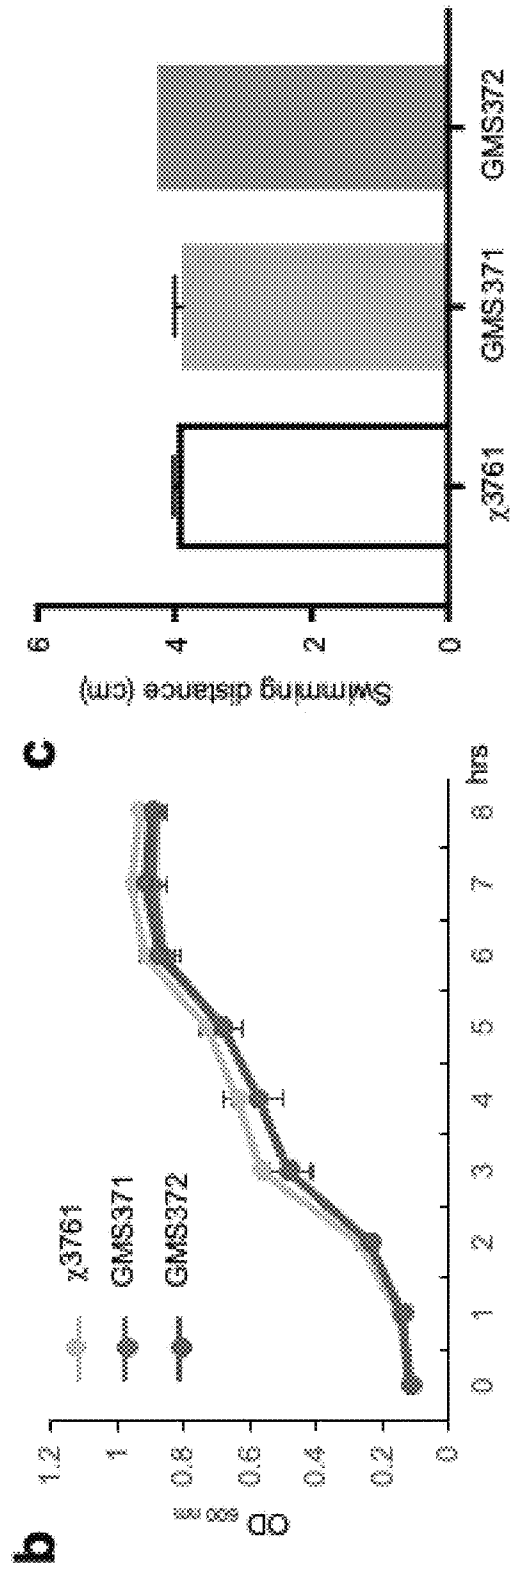 b
OD 600 nm
1.2
1
0.8
0.6
0.4
0.2
0
χ3761
GMS371
GMS372
0 1 2 3 4 5 6 7 8 hrs
c
Swimming distance (cm)
6
4
2
0
χ3761 GMS371 GMS372